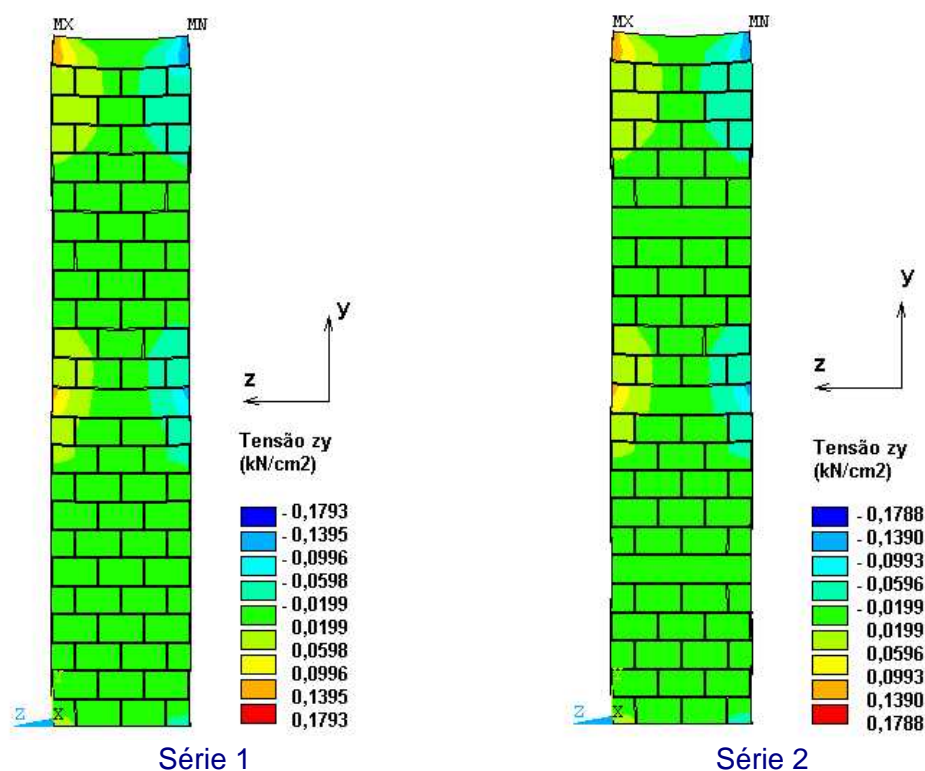 MX
MN
y
z
Tensão zy
(kN/cm2)
- 0,1793
- 0,1395
- 0,0996
- 0,0598
- 0,0199
0,0199
0,0598
0,0996
0,1395
0,1793
Y
Z
X
Série 1
MX
MN
y
z
Tensão zy
(kN/cm2)
- 0,1788
- 0,1390
- 0,0993
- 0,0596
- 0,0199
0,0199
0,0596
0,0993
0,1390
0,1788
Y
Z
X
Série 2